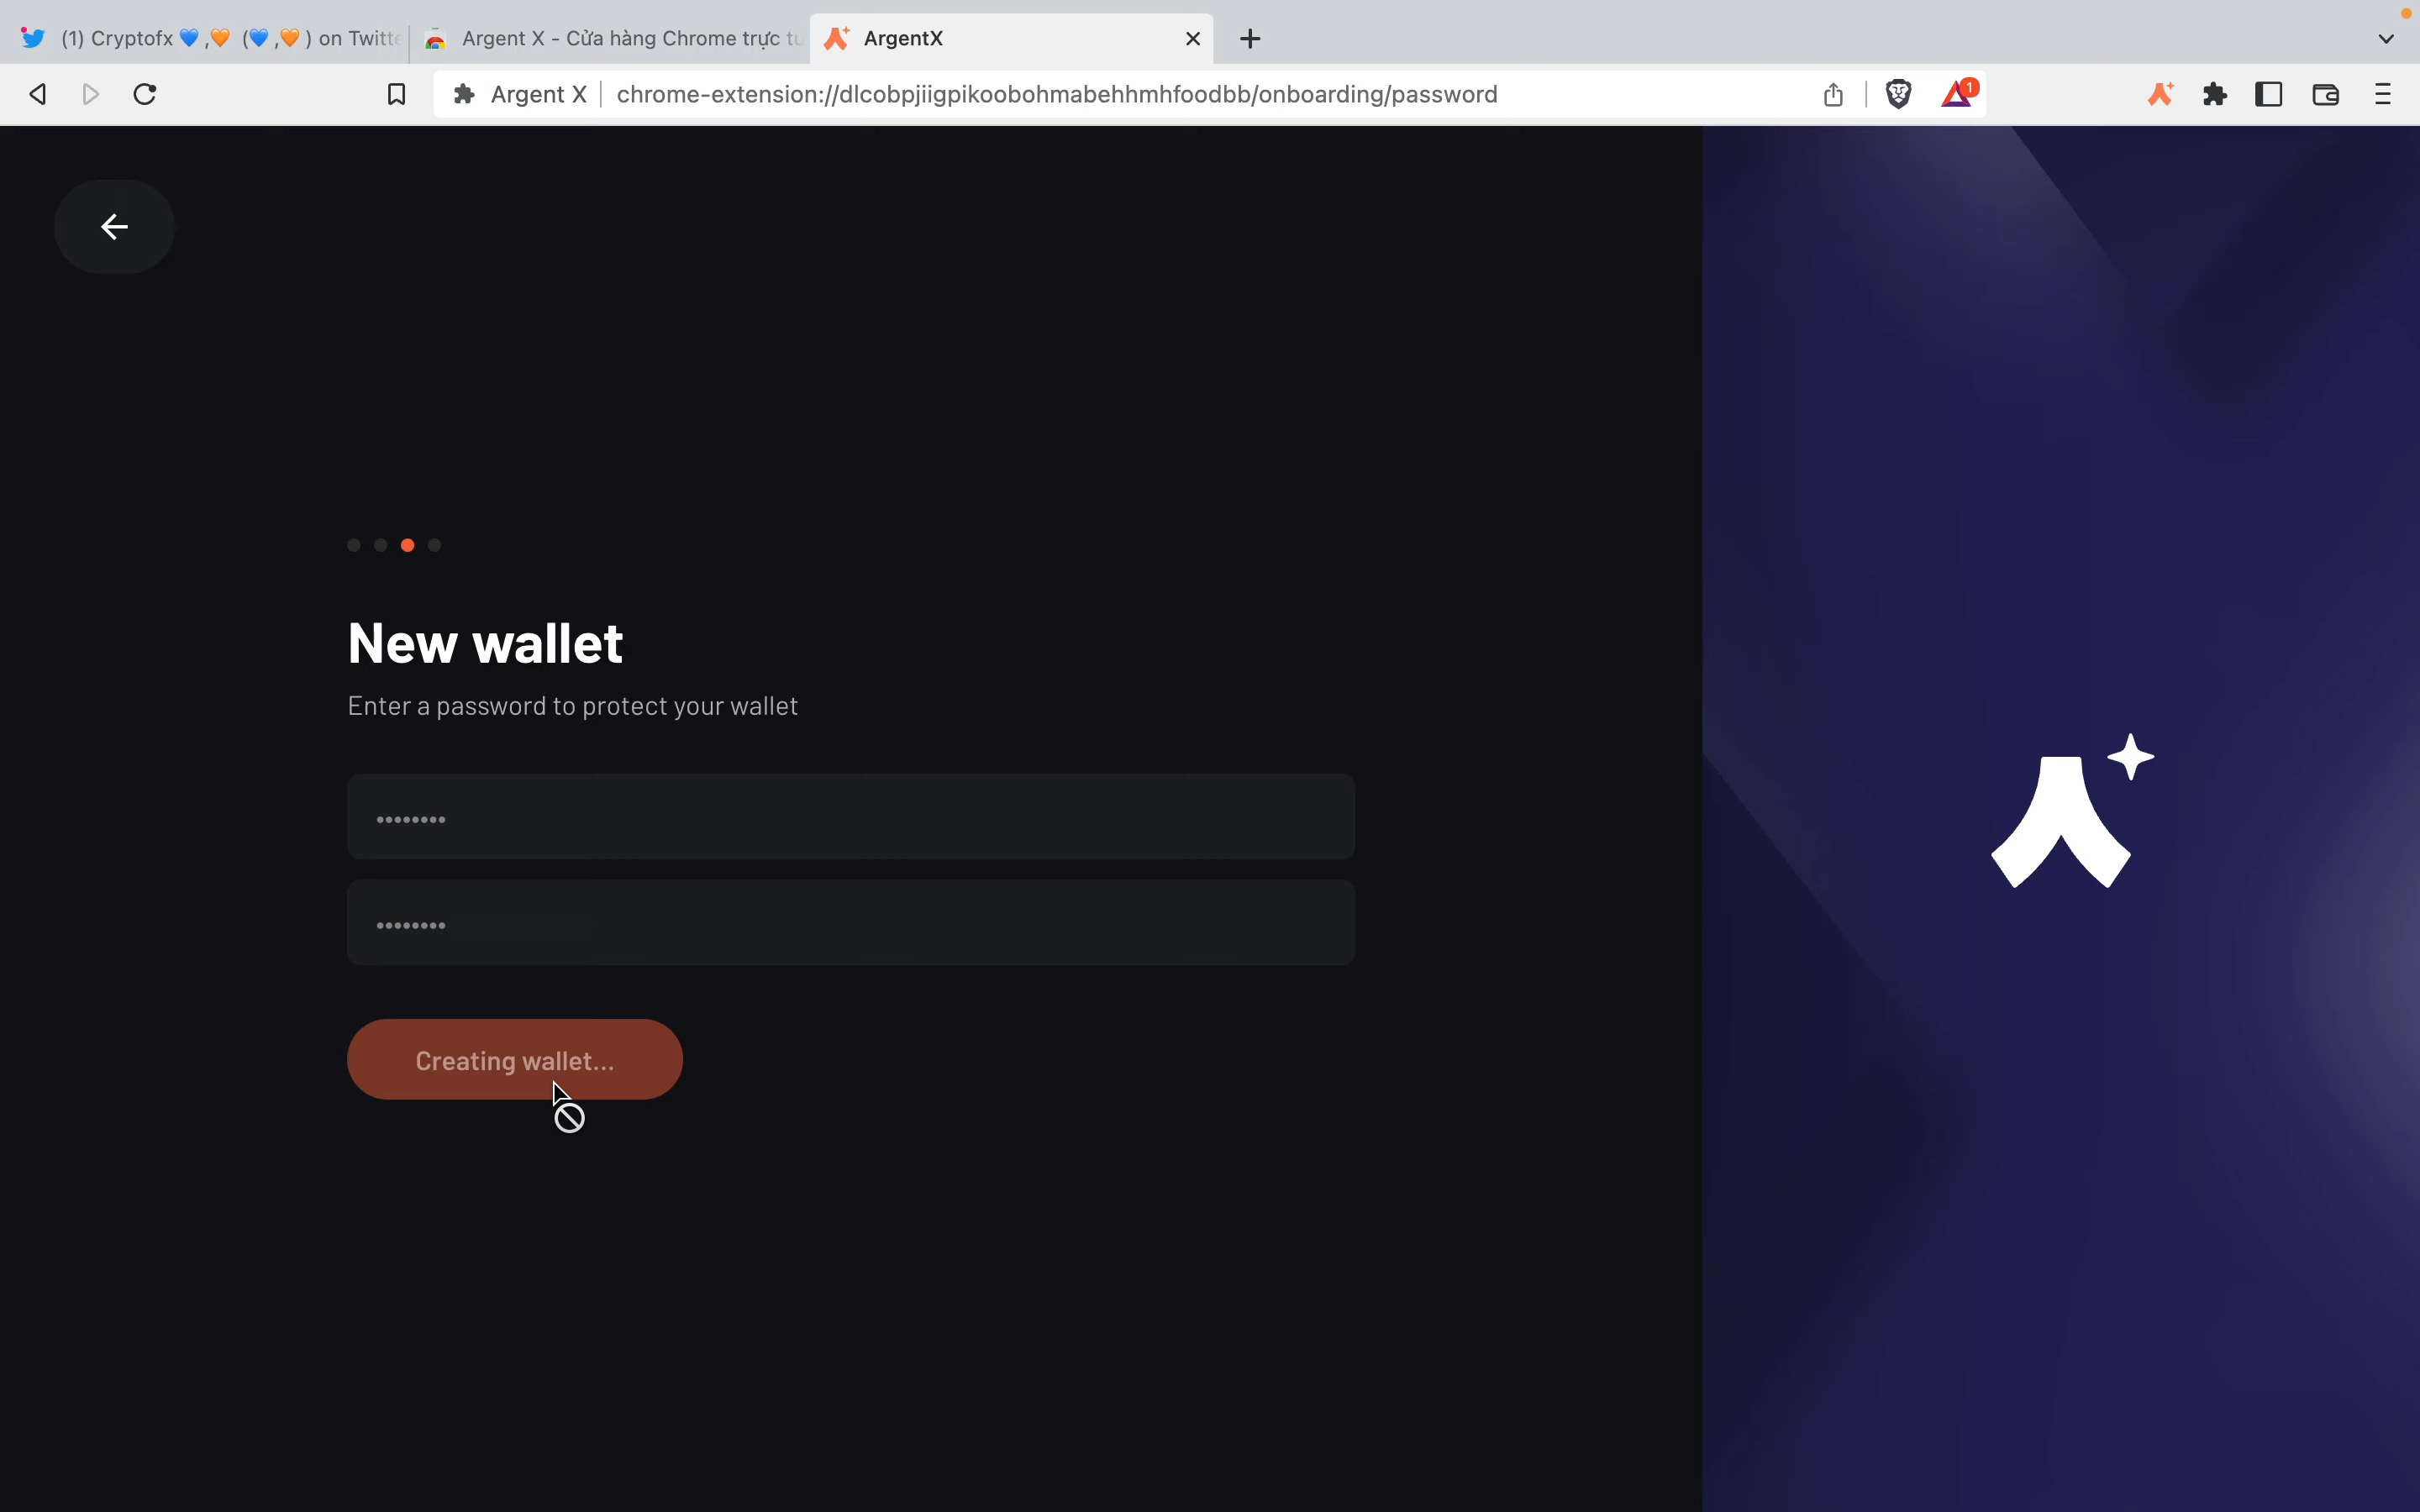 (1) Cryptofx 💙,🧡 (💙,🧡) on Twitte
Argent X - Cửa hàng Chrome trực tu
ArgentX
Argent X
chrome-extension://dlcobpjiigpikoobohmabehhmhfoodbb/onboarding/password
1
New wallet
Enter a password to protect your wallet
••••••••
••••••••
Creating wallet...